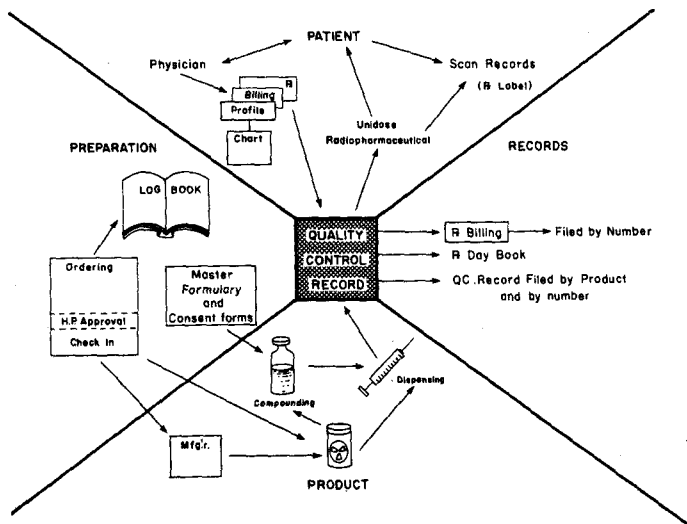 PATIENT
Physician
Scan Records
(℞ Label)
℞
Billing
Profile
Chart
Unidose
Radiopharmaceutical
PREPARATION
RECORDS
LOG BOOK
QUALITY
CONTROL
RECORD
℞ Billing
Filed by Number
℞ Day Book
QC. Record Filed by Product
and by number
Ordering
H.P. Approval
Check In
Master
Formulary
and
Consent forms
Compounding
Dispensing
Mfg'r.
PRODUCT